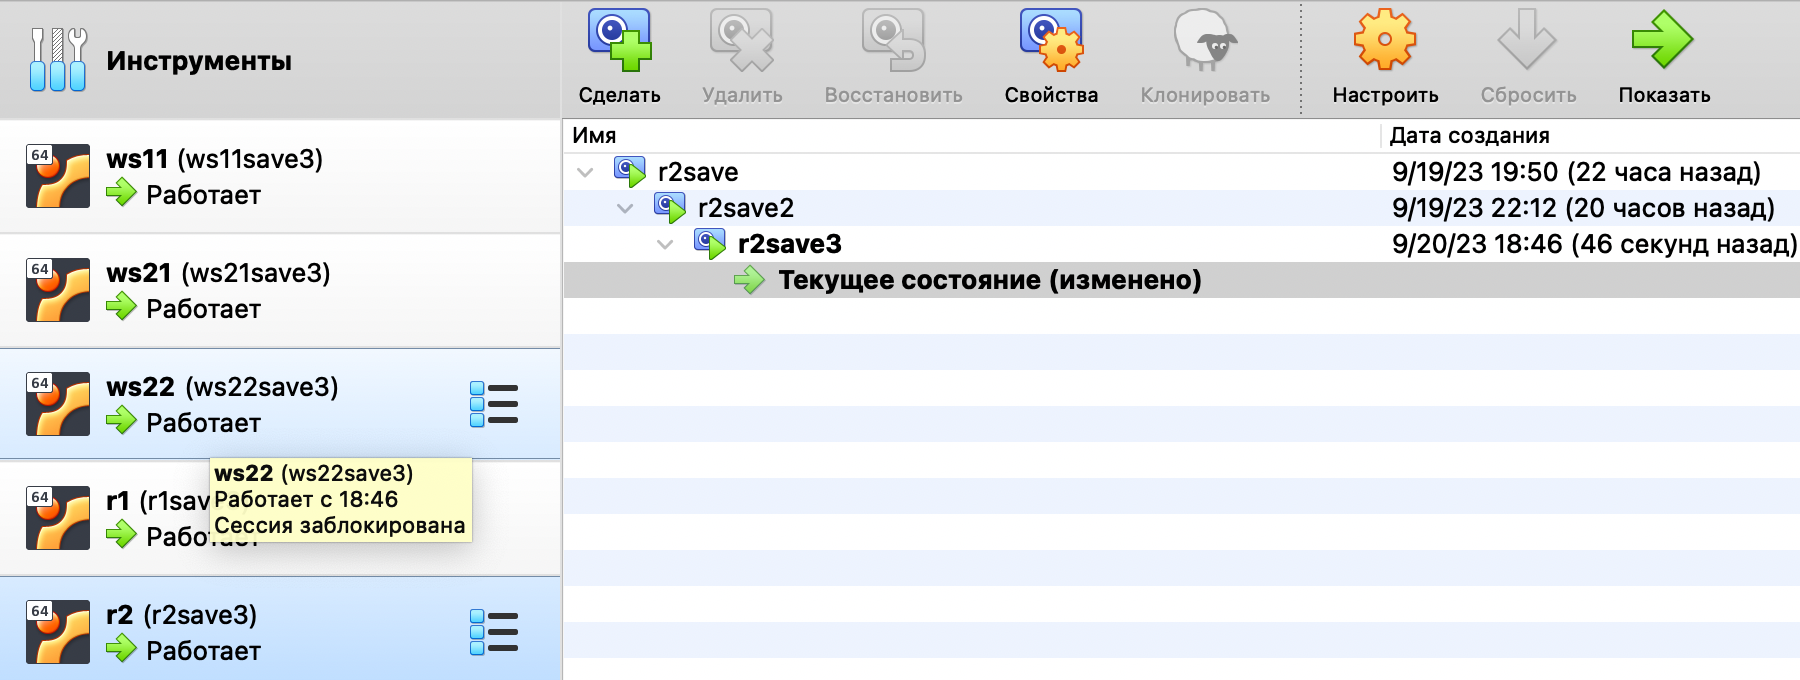 Инструменты
Сделать
Удалить
Восстановить
Свойства
Клонировать
Настроить
Сбросить
Показать
64
ws11 (ws11save3)
Работает
64
ws21 (ws21save3)
Работает
64
ws22 (ws22save3)
Работает
ws22 (ws22save3)
Работает с 18:46
Сессия заблокирована
64
r1 (r1sav
Работает
64
r2 (r2save3)
Работает
Имя
Дата создания
r2save
9/19/23 19:50 (22 часа назад)
r2save2
9/19/23 22:12 (20 часов назад)
r2save3
9/20/23 18:46 (46 секунд назад)
Текущее состояние (изменено)